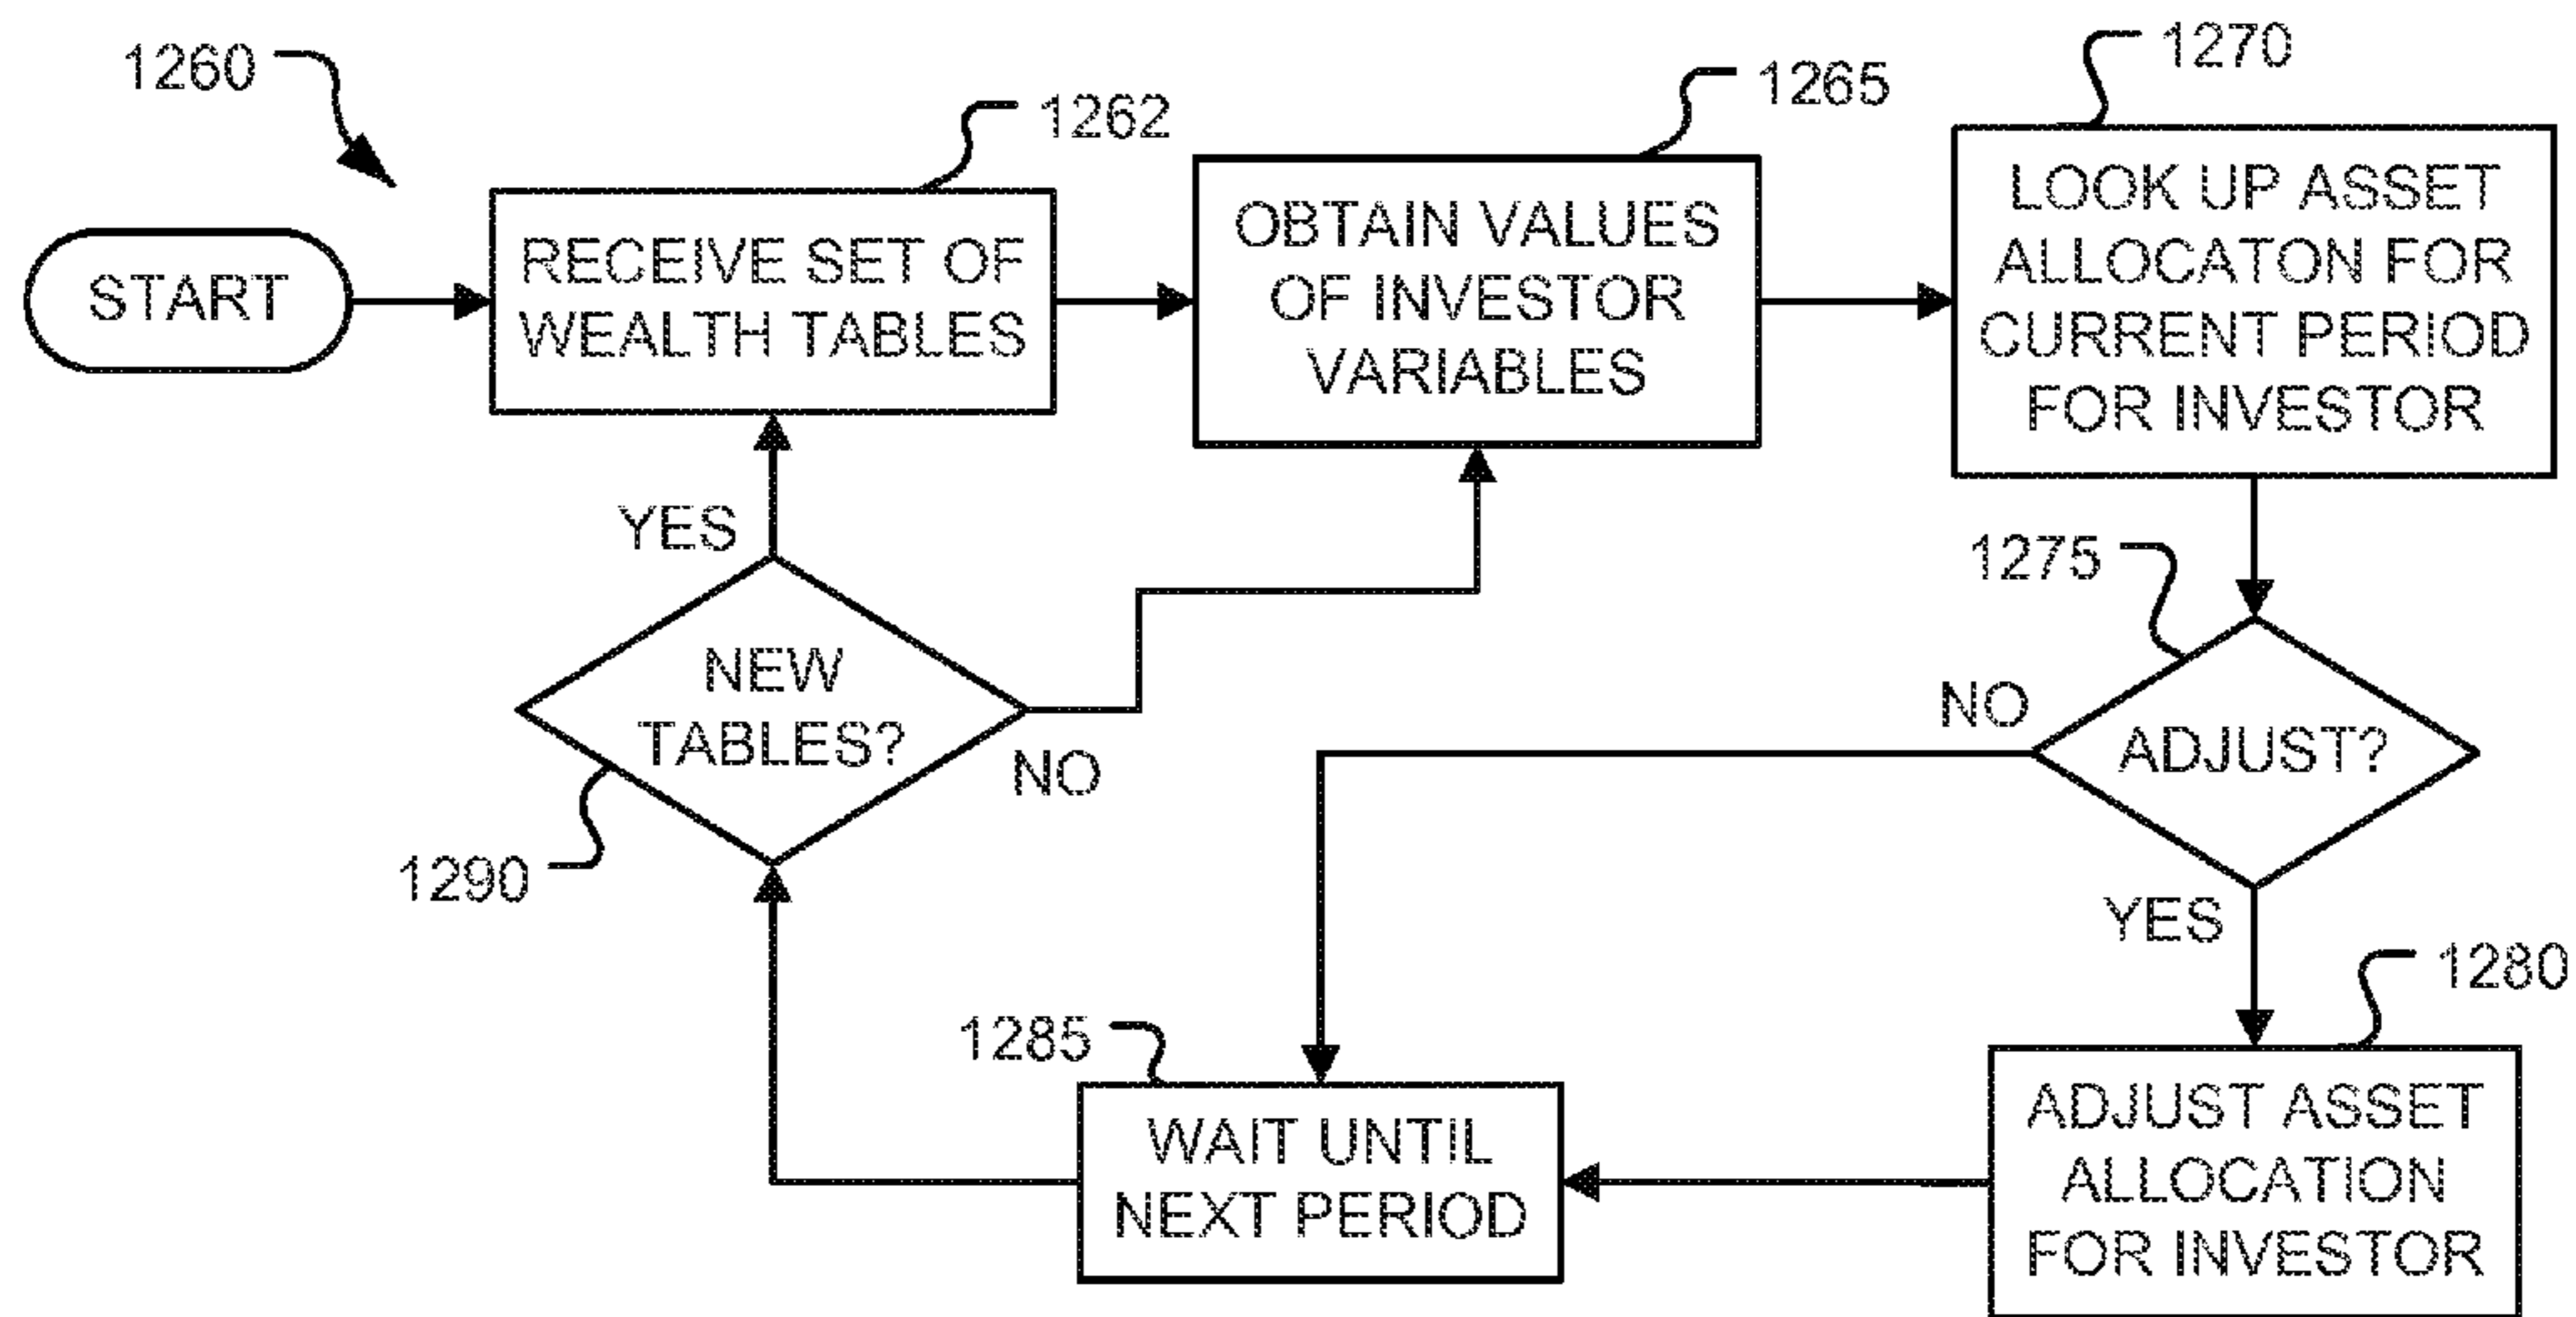 1260
1262
1265
1270
START
RECEIVE SET OF
WEALTH TABLES
OBTAIN VALUES
OF INVESTOR
VARIABLES
LOOK UP ASSET
ALLOCATON FOR
CURRENT PERIOD
FOR INVESTOR
YES
NEW
TABLES?
NO
1290
1275
NO
ADJUST?
YES
1280
1285
WAIT UNTIL
NEXT PERIOD
ADJUST ASSET
ALLOCATION
FOR INVESTOR